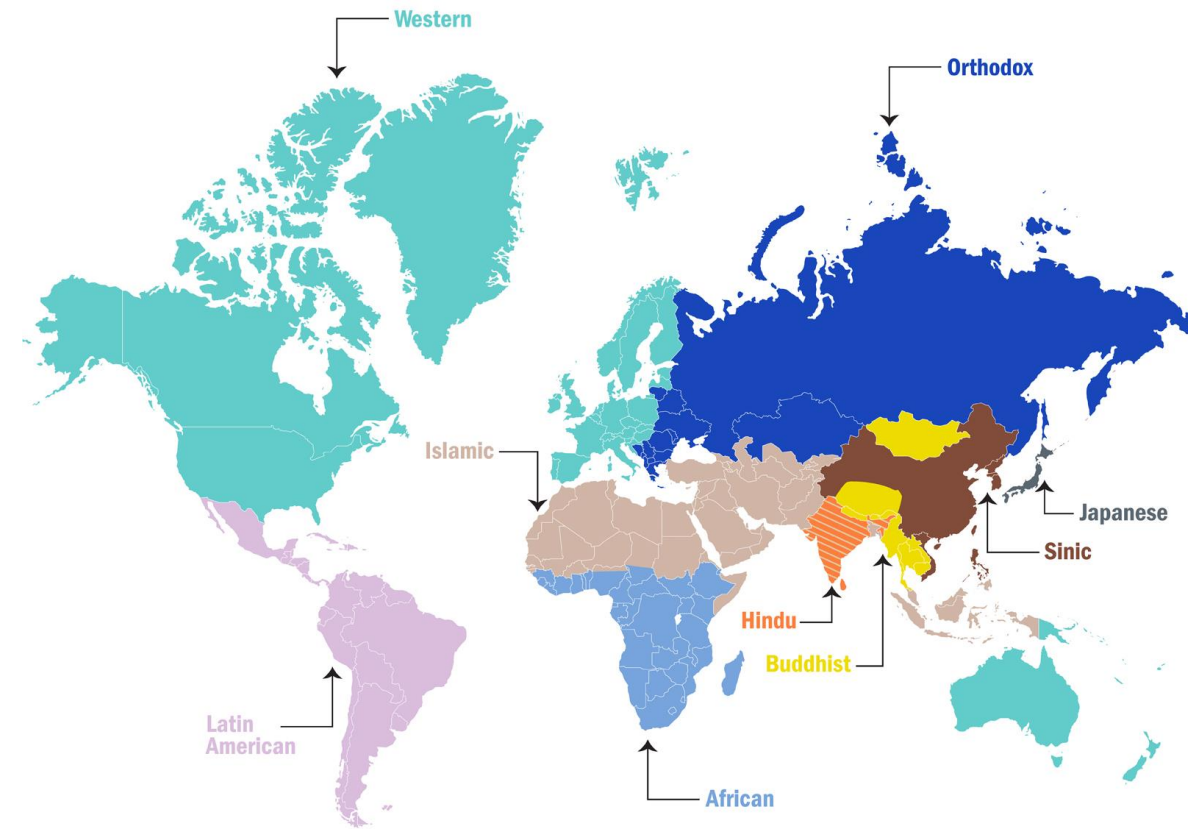 Western
Orthodox
Islamic
Japanese
Sinic
Hindu
Buddhist
Latin
American
African